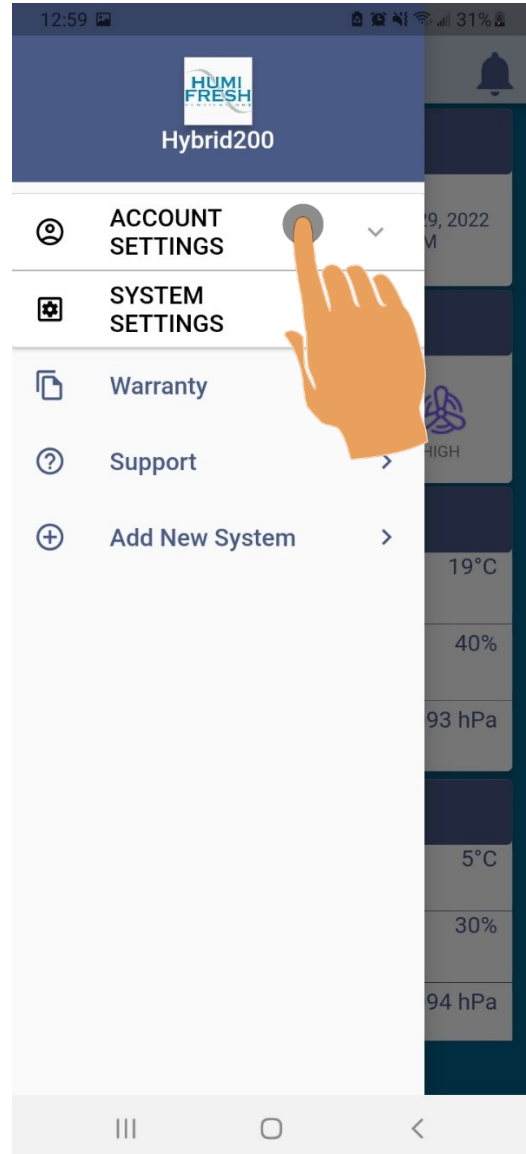 12:59
31%
HUMI
FRESH
Hybrid200
29, 2022
M
ACCOUNT
SETTINGS
SYSTEM
SETTINGS
Warranty
HIGH
Support
Add New System
19°C
40%
93 hPa
5°C
30%
94 hPa